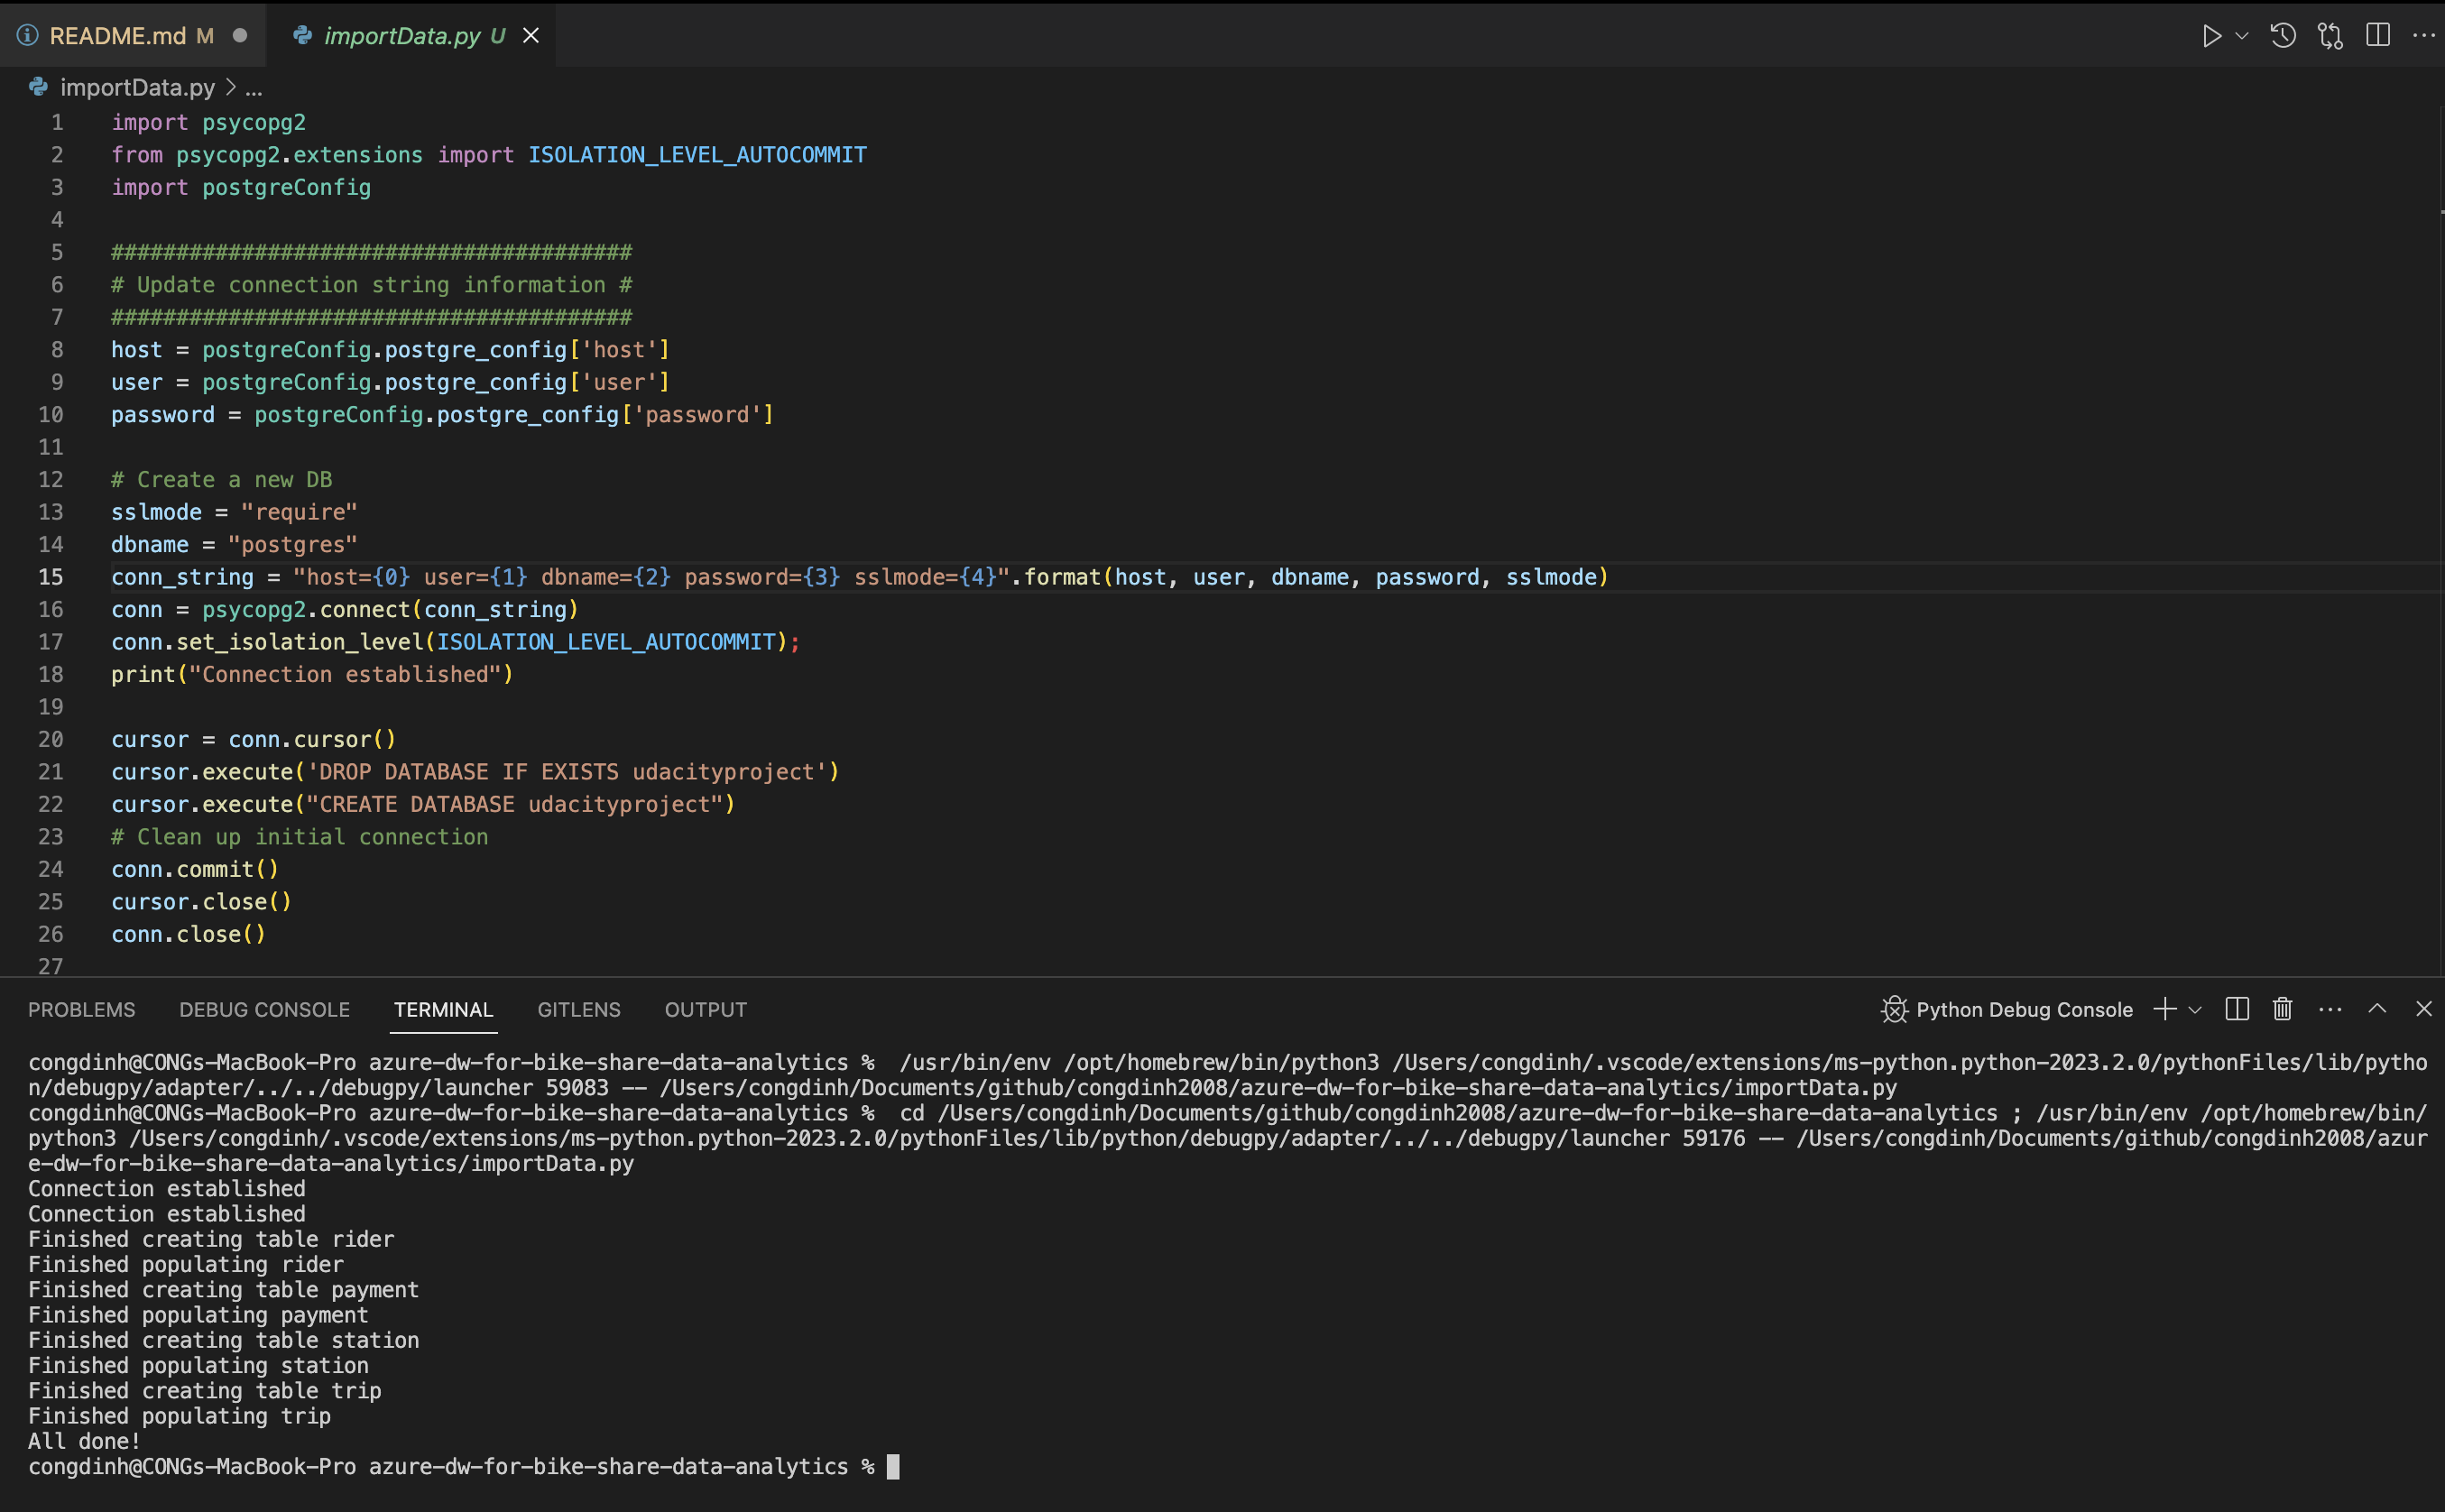 README.md M
importData.py U
importData.py > ...
1 import psycopg2
2 from psycopg2.extensions import ISOLATION_LEVEL_AUTOCOMMIT
3 import postgreConfig
4
5 ########################################
6 # Update connection string information #
7 ########################################
8 host = postgreConfig.postgre_config['host']
9 user = postgreConfig.postgre_config['user']
10 password = postgreConfig.postgre_config['password']
11
12 # Create a new DB
13 sslmode = "require"
14 dbname = "postgres"
15 conn_string = "host={0} user={1} dbname={2} password={3} sslmode={4}".format(host, user, dbname, password, sslmode)
16 conn = psycopg2.connect(conn_string)
17 conn.set_isolation_level(ISOLATION_LEVEL_AUTOCOMMIT);
18 print("Connection established")
19
20 cursor = conn.cursor()
21 cursor.execute('DROP DATABASE IF EXISTS udacityproject')
22 cursor.execute("CREATE DATABASE udacityproject")
23 # Clean up initial connection
24 conn.commit()
25 cursor.close()
26 conn.close()
27
PROBLEMS DEBUG CONSOLE TERMINAL GITLENS OUTPUT Python Debug Console
congdinh@CONGs-MacBook-Pro azure-dw-for-bike-share-data-analytics %  /usr/bin/env /opt/homebrew/bin/python3 /Users/congdinh/.vscode/extensions/ms-python.python-2023.2.0/pythonFiles/lib/pytho
n/debugpy/adapter/../../debugpy/launcher 59083 -- /Users/congdinh/Documents/github/congdinh2008/azure-dw-for-bike-share-data-analytics/importData.py
congdinh@CONGs-MacBook-Pro azure-dw-for-bike-share-data-analytics %  cd /Users/congdinh/Documents/github/congdinh2008/azure-dw-for-bike-share-data-analytics ; /usr/bin/env /opt/homebrew/bin/
python3 /Users/congdinh/.vscode/extensions/ms-python.python-2023.2.0/pythonFiles/lib/python/debugpy/adapter/../../debugpy/launcher 59176 -- /Users/congdinh/Documents/github/congdinh2008/azur
e-dw-for-bike-share-data-analytics/importData.py
Connection established
Connection established
Finished creating table rider
Finished populating rider
Finished creating table payment
Finished populating payment
Finished creating table station
Finished populating station
Finished creating table trip
Finished populating trip
All done!
congdinh@CONGs-MacBook-Pro azure-dw-for-bike-share-data-analytics %